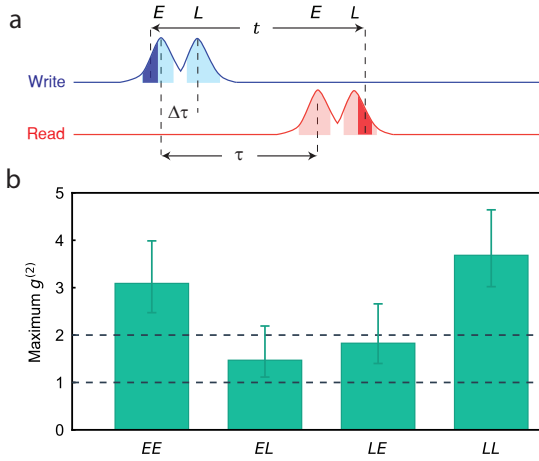 a
E L E L
t
Write
Δτ
Read
τ
b
Maximum g(2)
5
4
3
2
1
0
EE EL LE LL